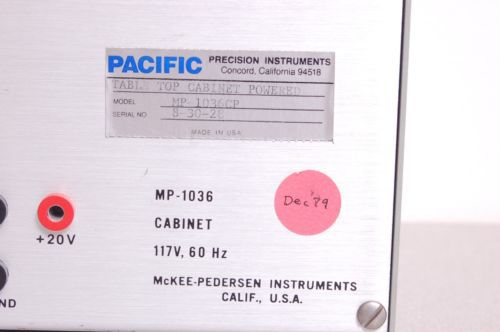 PACIFIC PRECISION INSTRUMENTS
Concord, California 94518
TABLE TOP CABINET POWERED
MODEL MP-1036CP
SERIAL NO 8-30-28
MADE IN USA
Dec '79
MP-1036
CABINET
117V, 60 Hz
McKEE-PEDERSEN INSTRUMENTS
CALIF., U.S.A.
+20V
ND